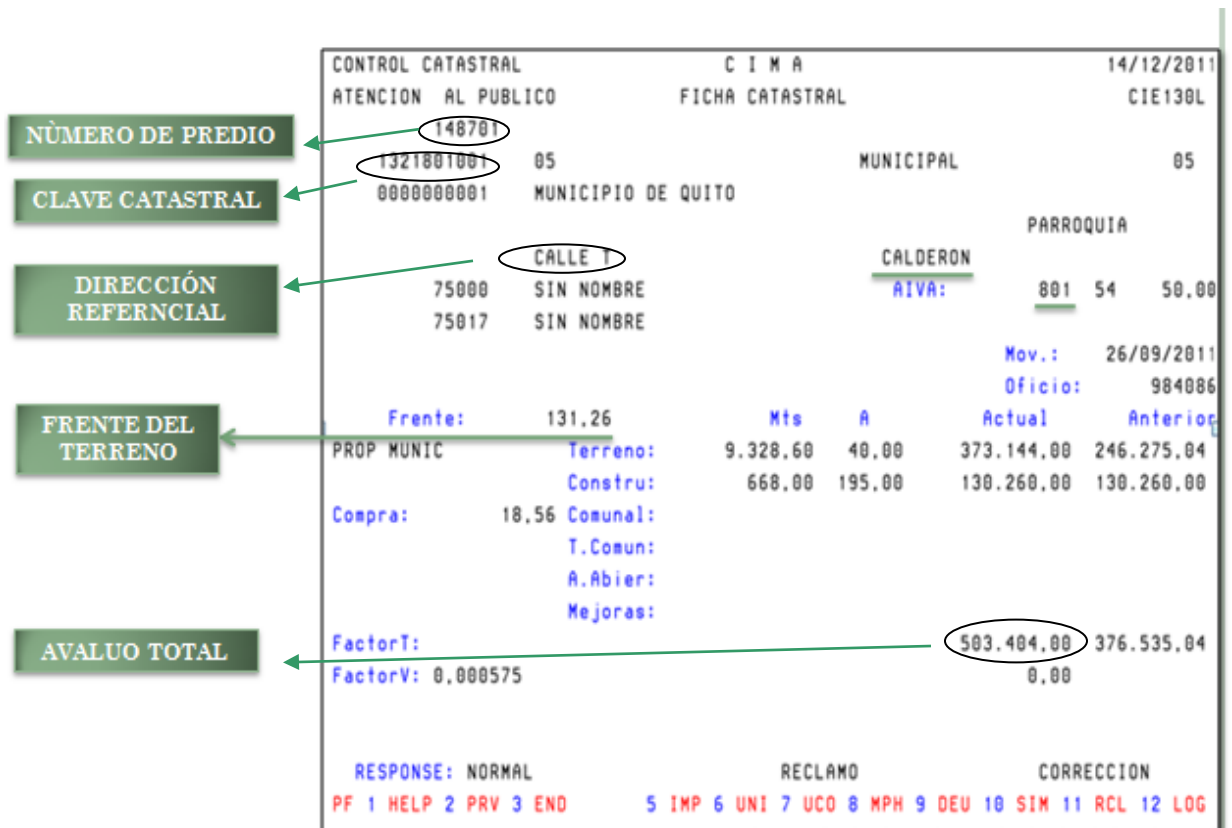 CONTROL CATASTRAL C I M A 14/12/2011
ATENCION AL PUBLICO FICHA CATASTRAL CIE130L
NÙMERO DE PREDIO 148701
1321801001 05 MUNICIPAL 05
CLAVE CATASTRAL 0000000001 MUNICIPIO DE QUITO
PARROQUIA
CALLE T CALDERON
DIRECCIÓN
REFERNCIAL
75000 SIN NOMBRE AIVA: 801 54 50,00
75017 SIN NOMBRE
Mov.: 26/09/2011
Oficio: 984086
FRENTE DEL
TERRENO
Frente: 131,26 Mts A Actual Anterior
PROP MUNIC Terreno: 9.328,60 40,00 373.144,00 246.275,04
Constru: 668,00 195,00 130.260,00 130.260,00
Compra: 18,56 Comunal:
T.Comun:
A.Abier:
Mejoras:
AVALUO TOTAL FactorT: 503.404,00 376.535,04
FactorV: 0,000575 0,00
RESPONSE: NORMAL RECLAMO CORRECCION
PF 1 HELP 2 PRV 3 END 5 IMP 6 UNI 7 UCO 8 MPH 9 DEU 10 SIM 11 RCL 12 LOG